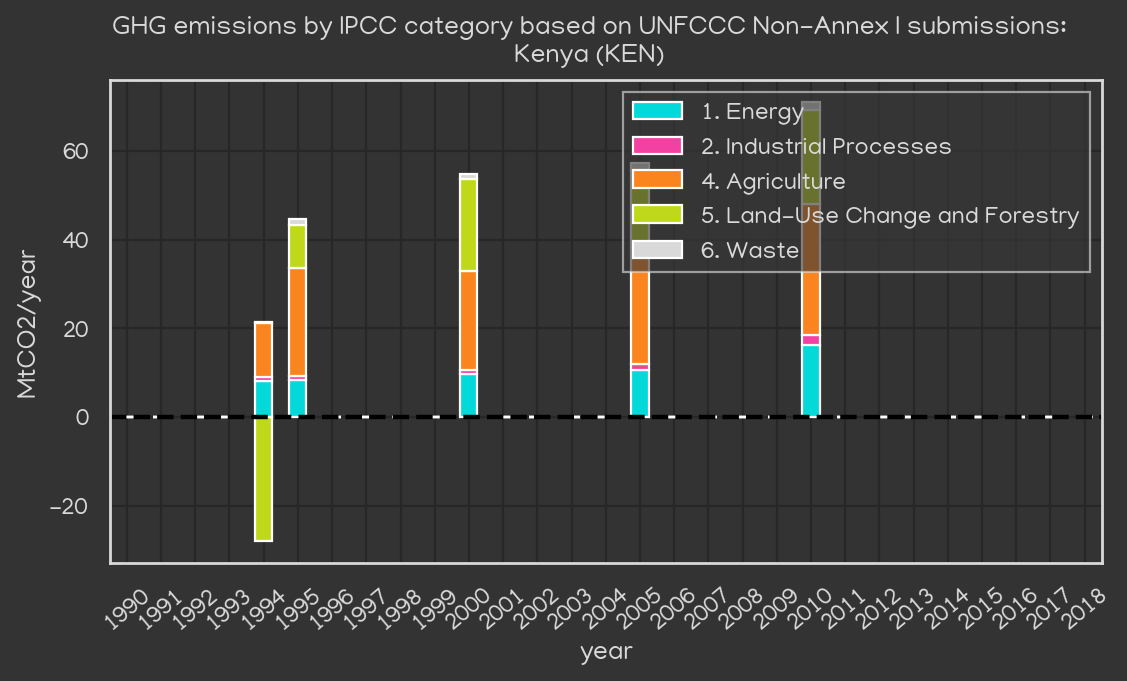 GHG emissions by IPCC category based on UNFCCC Non-Annex I submissions:
Kenya (KEN)
1. Energy
2. Industrial Processes
4. Agriculture
5. Land-Use Change and Forestry
6. Waste
MtCO2/year
60
40
20
0
-20
1990 1991 1992 1993 1994 1995 1996 1997 1998 1999 2000 2001 2002 2003 2004 2005 2006 2007 2008 2009 2010 2011 2012 2013 2014 2015 2016 2017 2018
year